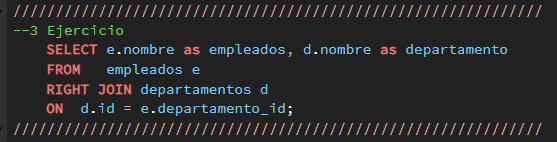 //////////////////////////////////////////////////////////////
--3 Ejercicio
SELECT e.nombre as empleados, d.nombre as departamento
FROM   empleados e
RIGHT JOIN departamentos d
ON  d.id = e.departamento_id;
//////////////////////////////////////////////////////////////